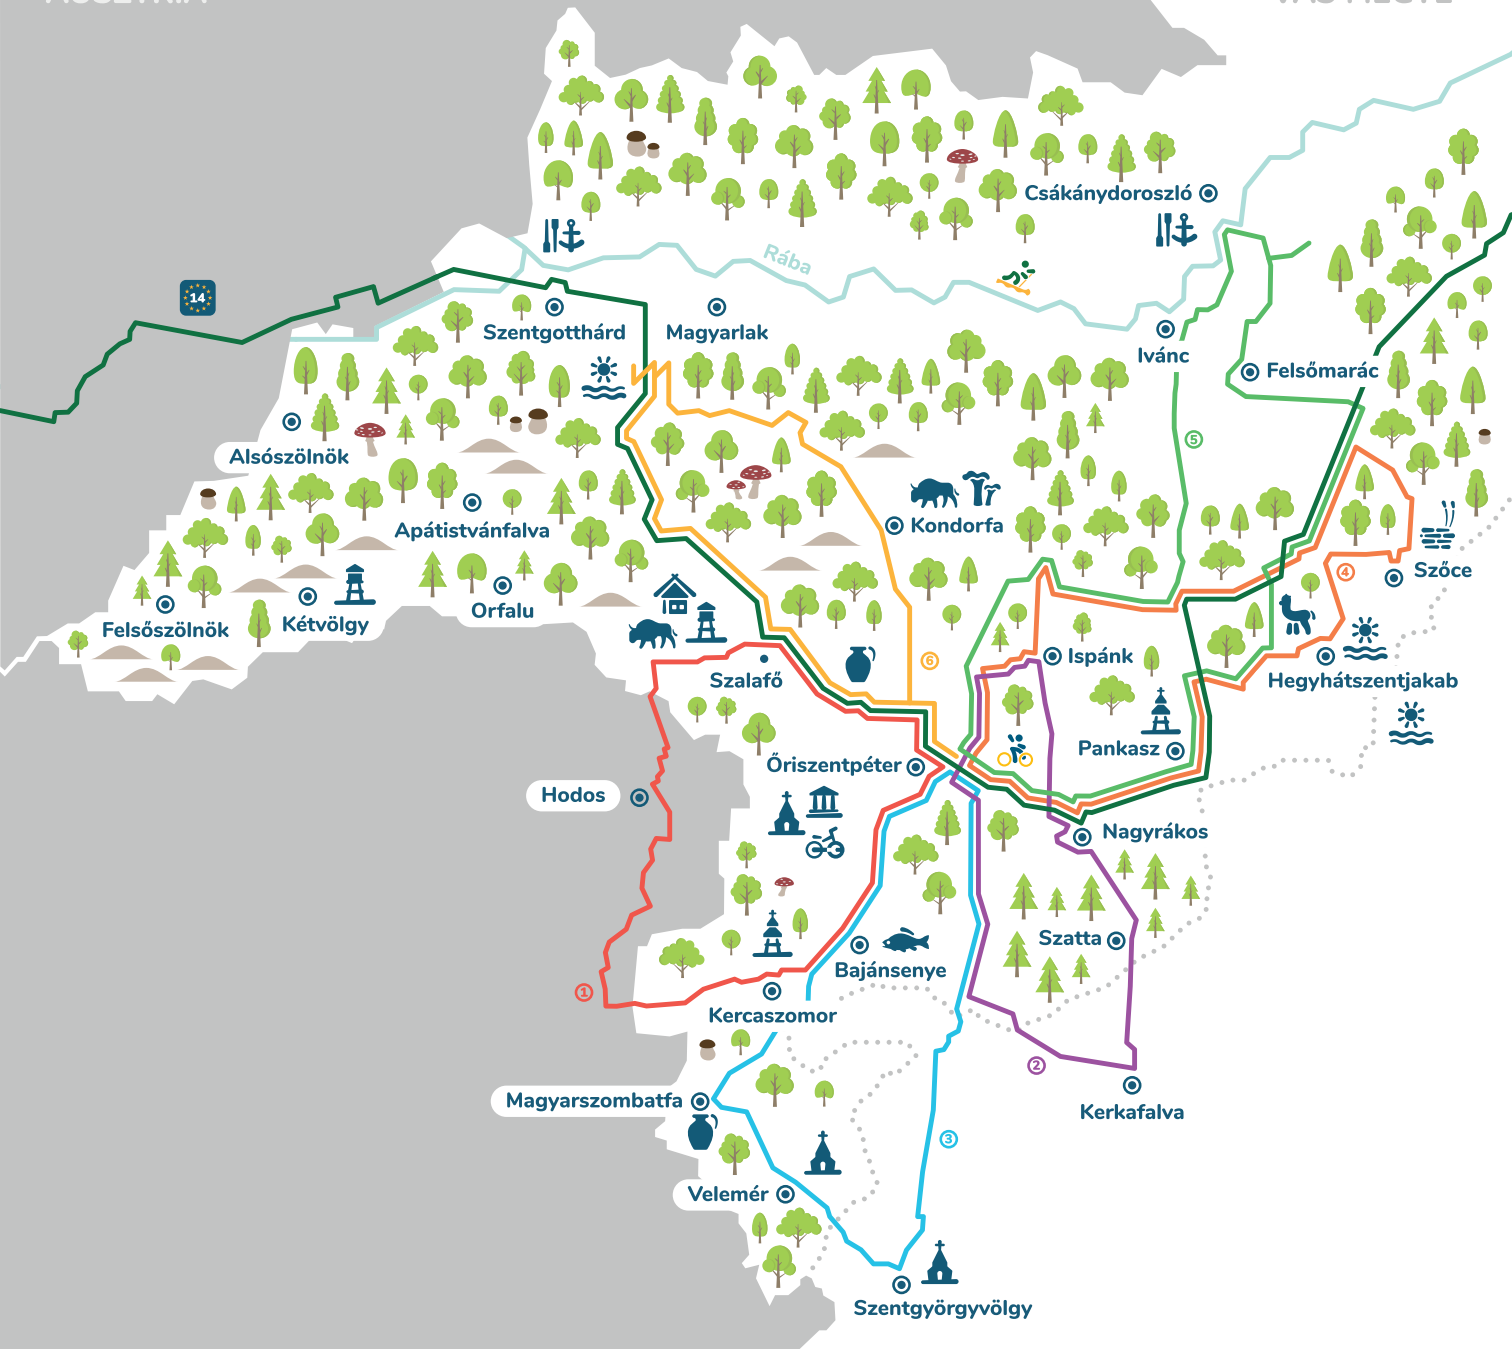 Csákánydoroszló
Rába
14
Szentgotthárd
Magyarlak
Ivánc
Felsőmarác
Alsószölnök
5
Apátistvánfalva
Kondorfa
Szőce
4
Orfalu
Felsőszölnök
Kétvölgy
Szalafő
6
Ispánk
Hegyhátszentjakab
Pankasz
Őriszentpéter
Hodos
Nagyrákos
Szatta
Bajánsenye
1
Kercaszomor
2
Magyarszombatfa
Kerkafalva
3
Velemér
Szentgyörgyvölgy